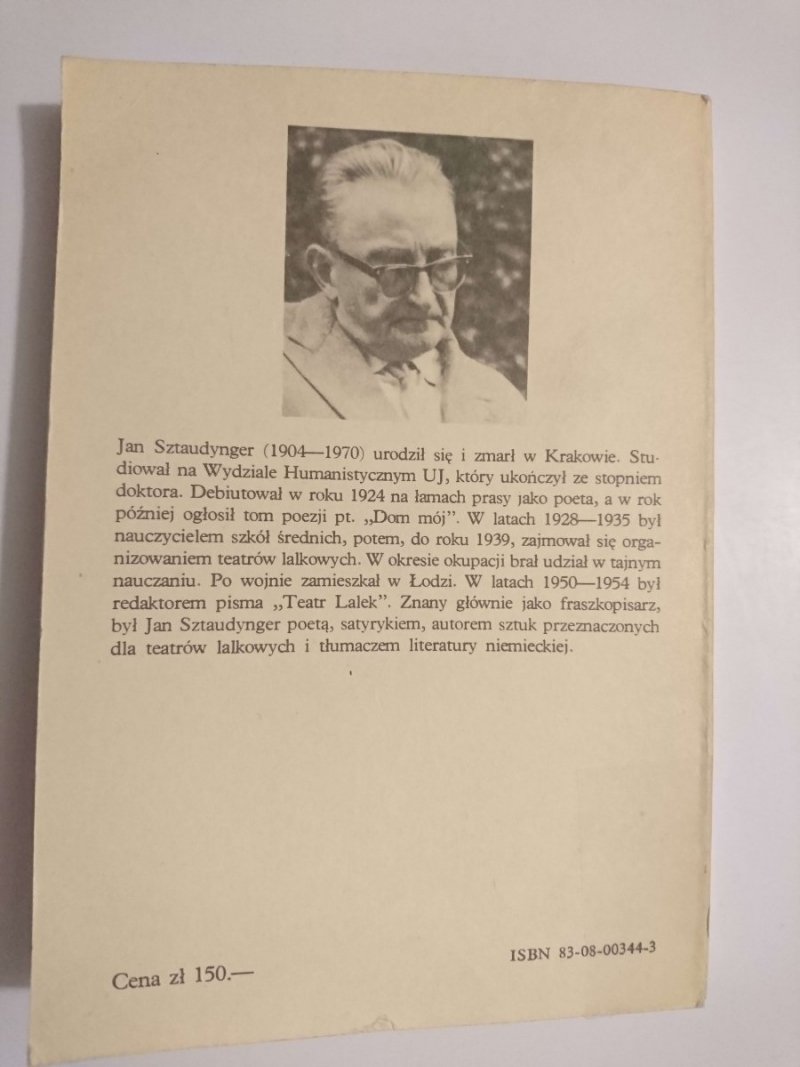 Jan Sztaudynger (1904—1970) urodził się i zmarł w Krakowie. Stu-
diował na Wydziale Humanistycznym UJ, który ukończył ze stopniem
doktora. Debiutował w roku 1924 na łamach prasy jako poeta, a w rok
później ogłosił tom poezji pt. „Dom mój”. W latach 1928—1935 był
nauczycielem szkół średnich, potem, do roku 1939, zajmował się orga-
nizowaniem teatrów lalkowych. W okresie okupacji brał udział w tajnym
nauczaniu. Po wojnie zamieszkał w Łodzi. W latach 1950—1954 był
redaktorem pisma „Teatr Lalek”. Znany głównie jako fraszkopisarz,
był Jan Sztaudynger poetą, satyrykiem, autorem sztuk przeznaczonych
dla teatrów lalkowych i tłumaczem literatury niemieckiej.
ISBN 83-08-00344-3
Cena zł 150.—